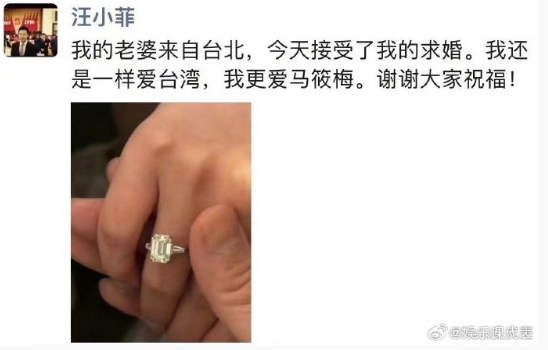 汪小菲
我的老婆来自台北，今天接受了我的求婚。我还
是一样爱台湾，我更爱马筱梅。谢谢大家祝福！
@娱乐课代表